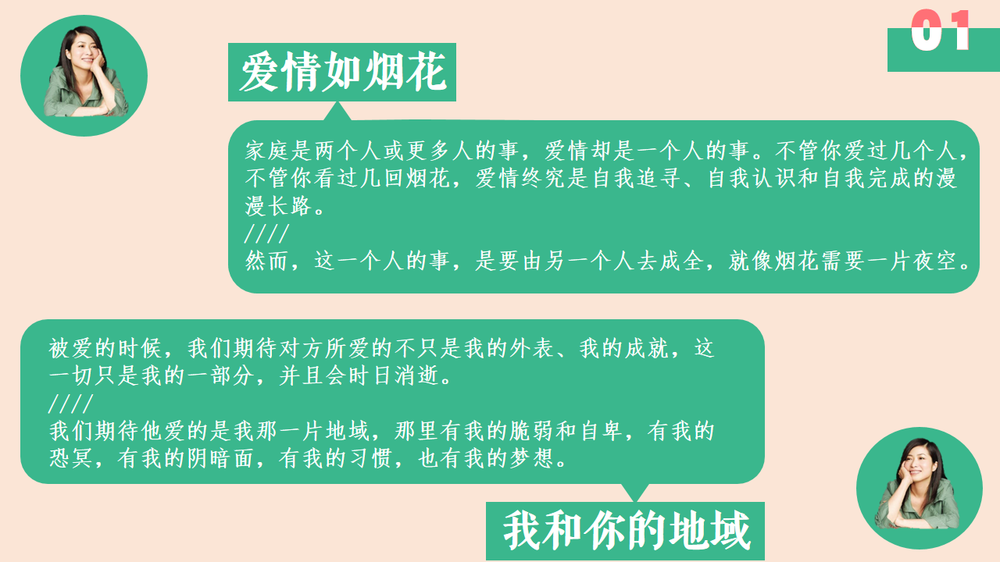 01
爱情如烟花
家庭是两个人或更多人的事，爱情却是一个人的事。不管你爱过几个人，
不管你看过几回烟花，爱情终究是自我追寻、自我认识和自我完成的漫
漫长路。
////
然而，这一个人的事，是要由另一个人去成全，就像烟花需要一片夜空。
被爱的时候，我们期待对方所爱的不只是我的外表、我的成就，这
一切只是我的一部分，并且会时日消逝。
////
我们期待他爱的是我那一片地域，那里有我的脆弱和自卑，有我的
恐冥，有我的阴暗面，有我的习惯，也有我的梦想。
我和你的地域